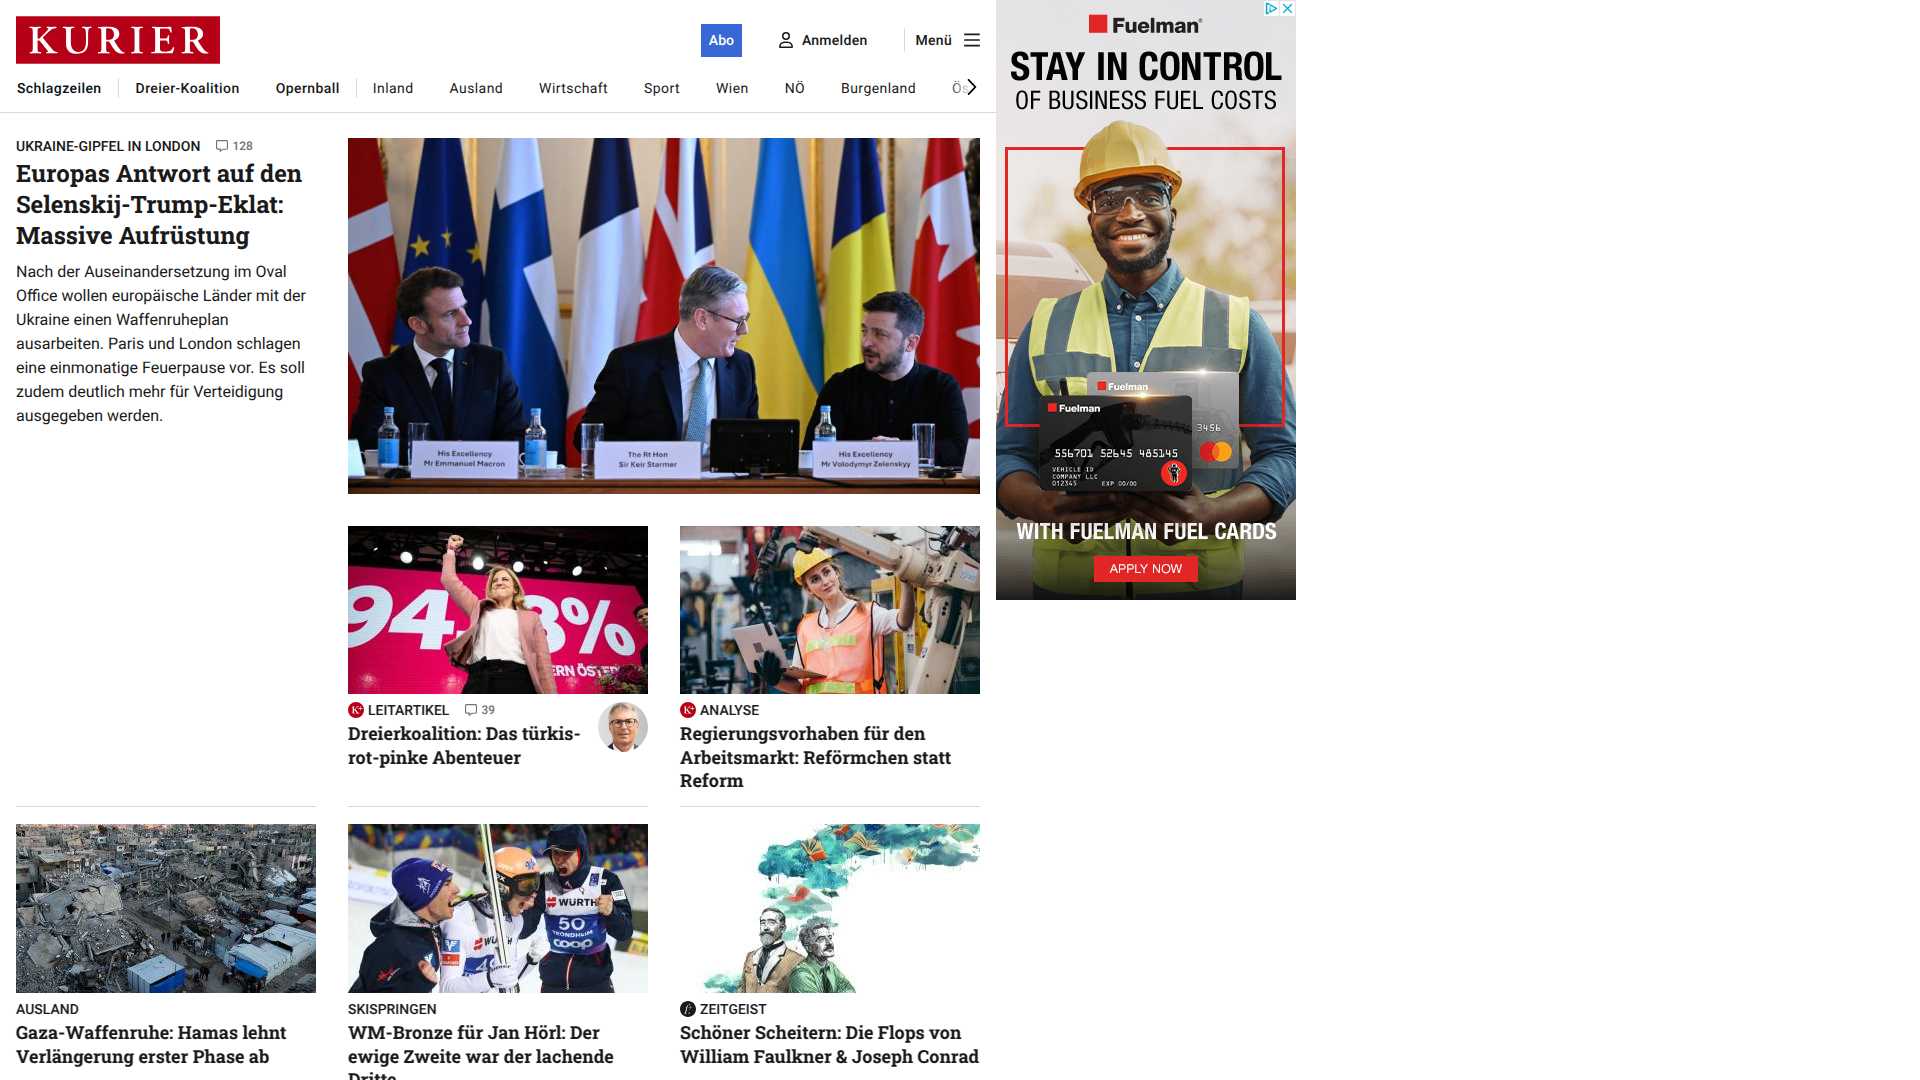 KURIER
Abo
Anmelden
Menü
Schlagzeilen
Dreier-Koalition
Opernball
Inland
Ausland
Wirtschaft
Sport
Wien
NÖ
Burgenland
UKRAINE-GIPFEL IN LONDON 128
Europas Antwort auf den
Selenskij-Trump-Eklat:
Massive Aufrüstung
Nach der Auseinandersetzung im Oval
Office wollen europäische Länder mit der
Ukraine einen Waffenruheplan
ausarbeiten. Paris und London schlagen
eine einmonatige Feuerpause vor. Es soll
zudem deutlich mehr für Verteidigung
ausgegeben werden.
His Excellency
Mr Emmanuel Macron
The Rt Hon
Sir Keir Starmer
His Excellency
Mr Volodymyr Zelenskyy
K+ LEITARTIKEL 39
Dreierkoalition: Das türkis-
rot-pinke Abenteuer
K+ ANALYSE
Regierungsvorhaben für den
Arbeitsmarkt: Reförmchen statt
Reform
AUSLAND
Gaza-Waffenruhe: Hamas lehnt
Verlängerung erster Phase ab
WÜRTH
50
TRONDHEIM
coop
SKISPRINGEN
WM-Bronze für Jan Hörl: Der
ewige Zweite war der lachende
Dritte
ZEITGEIST
Schöner Scheitern: Die Flops von
William Faulkner & Joseph Conrad
Fuelman
STAY IN CONTROL
OF BUSINESS FUEL COSTS
Fuelman
Fuelman
3456
556701 52645 485145
VEHICLE ID
COMPANY LLC
012345 EXP 00/00
WITH FUELMAN FUEL CARDS
APPLY NOW